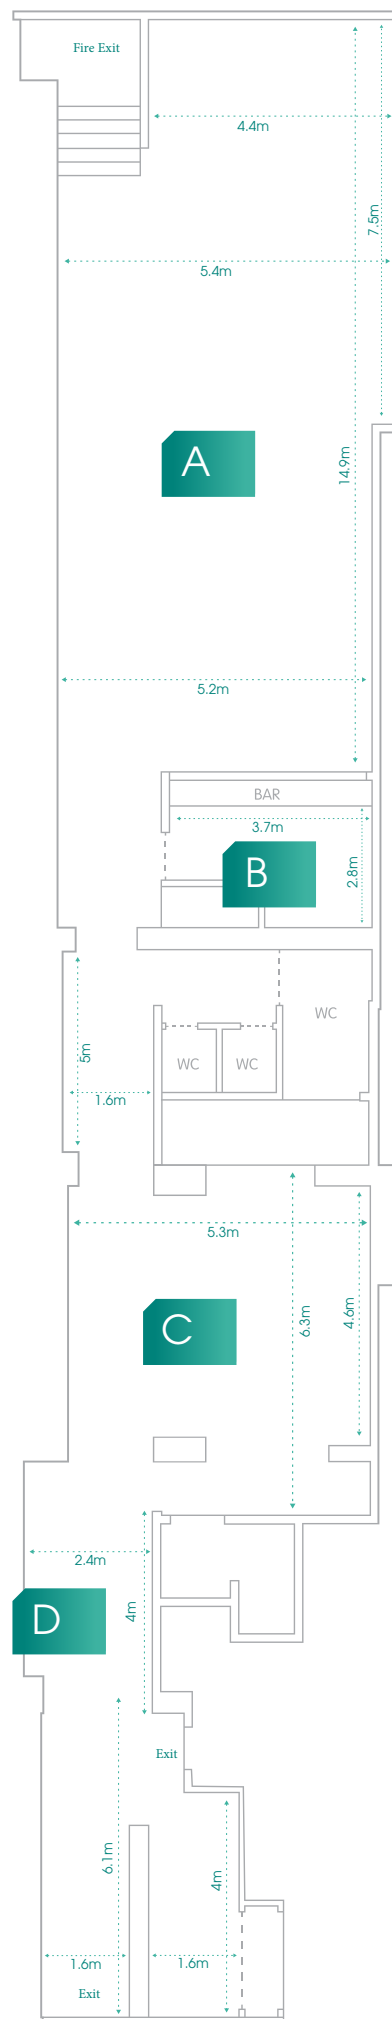 Fire Exit
4.4m
7.5m
5.4m
14.9m
A
5.2m
BAR
3.7m
2.8m
B
WC
5m
WC
WC
1.6m
5.3m
4.6m
6.3m
C
2.4m
4m
D
Exit
6.1m
4m
1.6m
1.6m
Exit